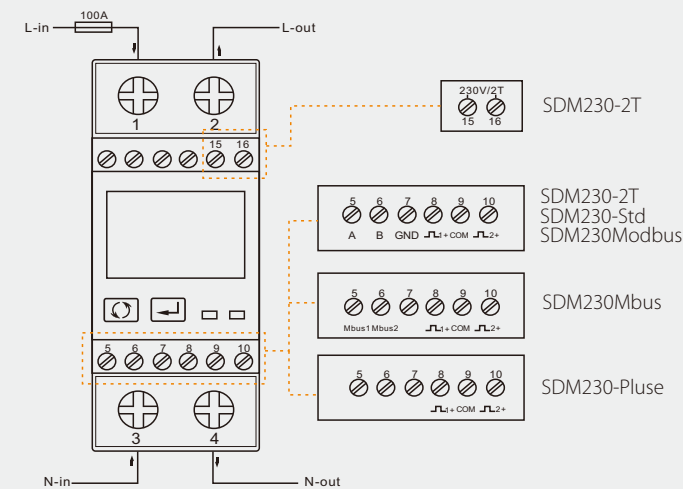 100A
L-in
L-out
1
2
15 16
230V/2T
15 16
SDM230-2T
5 6 7 8 9 10
A B GND 1+ COM 2+
SDM230-2T
SDM230-Std
SDM230Modbus
5 6 7 8 9 10
Mbus1 Mbus2 1+ COM 2+
SDM230Mbus
5 6 7 8 9 10
5 6 7 8 9 10
1+ COM 2+
SDM230-Pluse
3
4
N-in
N-out